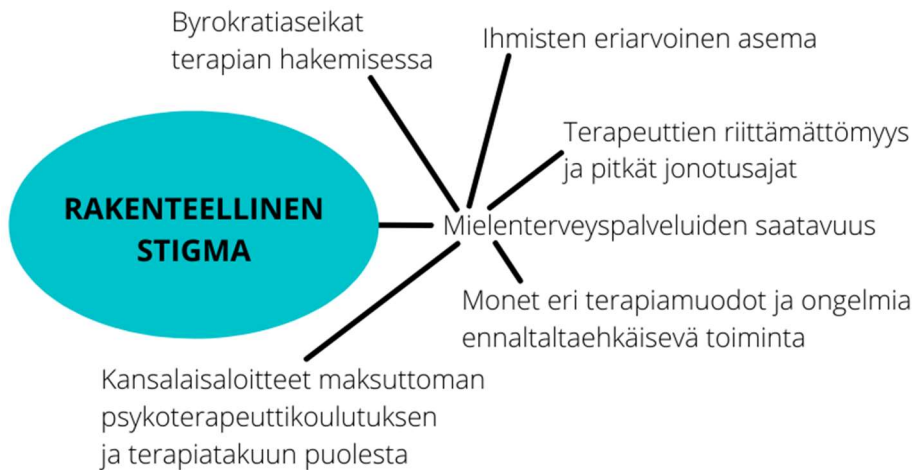 Byrokratiaseikat
terapian hakemisessa
Ihmisten eriarvoinen asema
Terapeuttien riittämättömyys
ja pitkät jonotusajat
RAKENTEELLINEN
STIGMA
Mielenterveyspalveluiden saatavuus
Monet eri terapiamuodot ja ongelmia
ennaltaltaehkäisevä toiminta
Kansalaisaloitteet maksuttoman
psykoterapeuttikoulutuksen
ja terapiatakuun puolesta